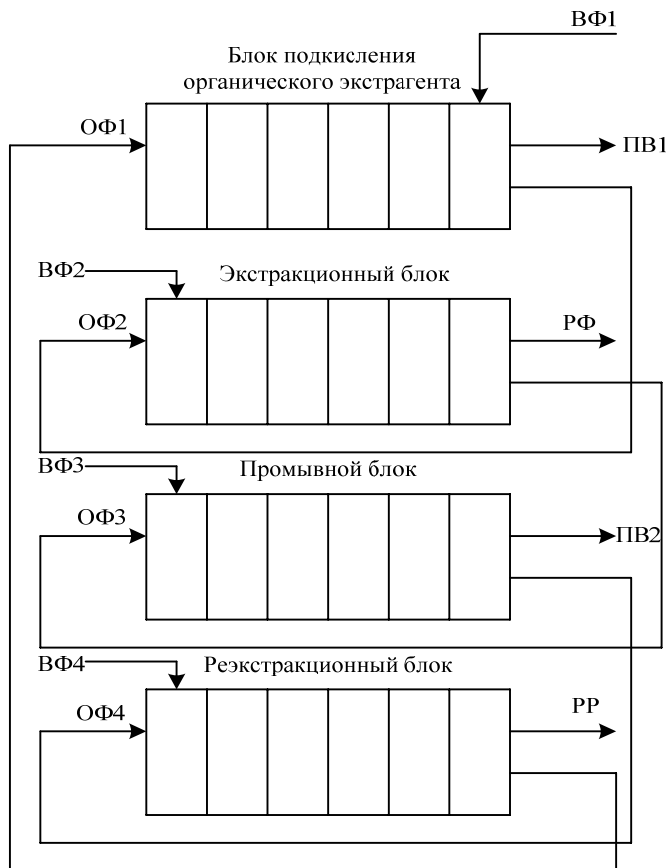 ВФ1
Блок подкисления
органического экстрагента
ОФ1
ПВ1
ВФ2
Экстракционный блок
ОФ2
РФ
ВФ3
Промывной блок
ОФ3
ПВ2
ВФ4
Реэкстракционный блок
ОФ4
РР